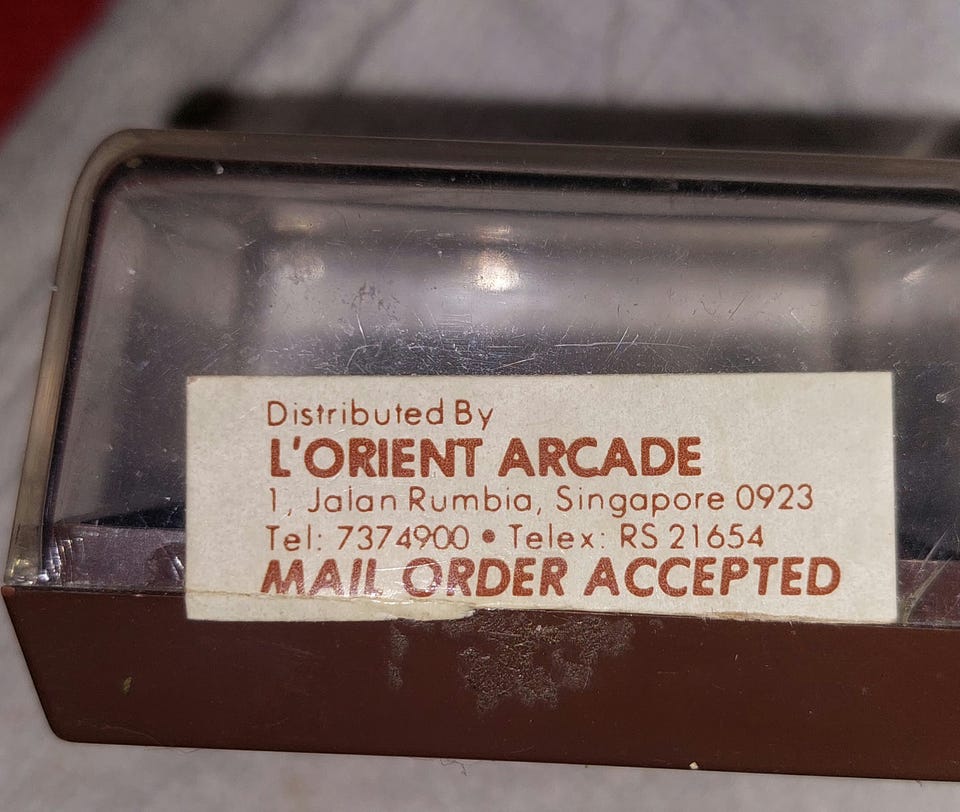 Distributed By
L'ORIENT ARCADE
1, Jalan Rumbia, Singapore 0923
Tel: 7374900 • Telex: RS 21654
MAIL ORDER ACCEPTED